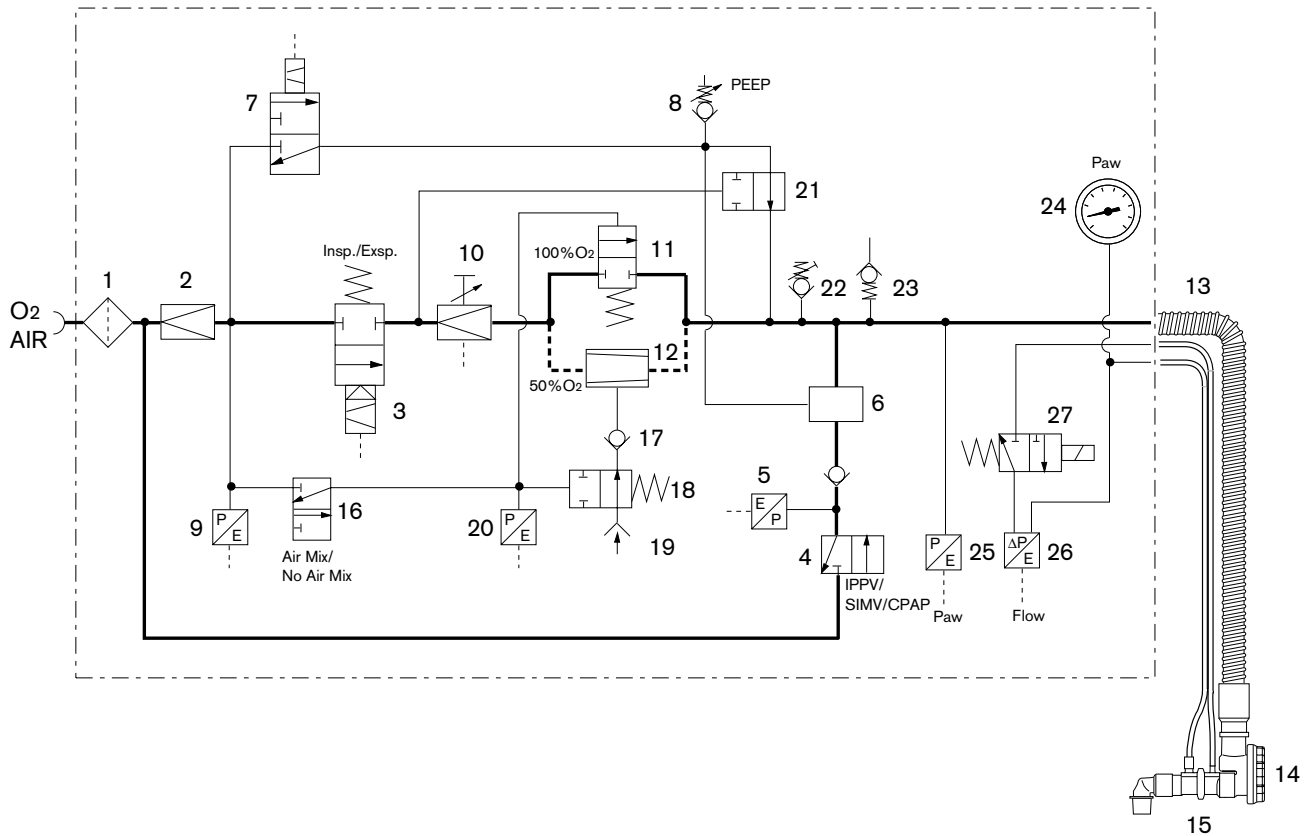 7
8
PEEP
Paw
24
21
Insp./Exsp.
10
100%O2
11
1
2
22
23
13
O2
AIR
12
50%O2
3
6
27
17
5
E
P
18
16
9
P
E
20
P
E
19
4
P
E
25
ΔP
E
26
Air Mix/
No Air Mix
IPPV/
SIMV/CPAP
Paw
Flow
14
15